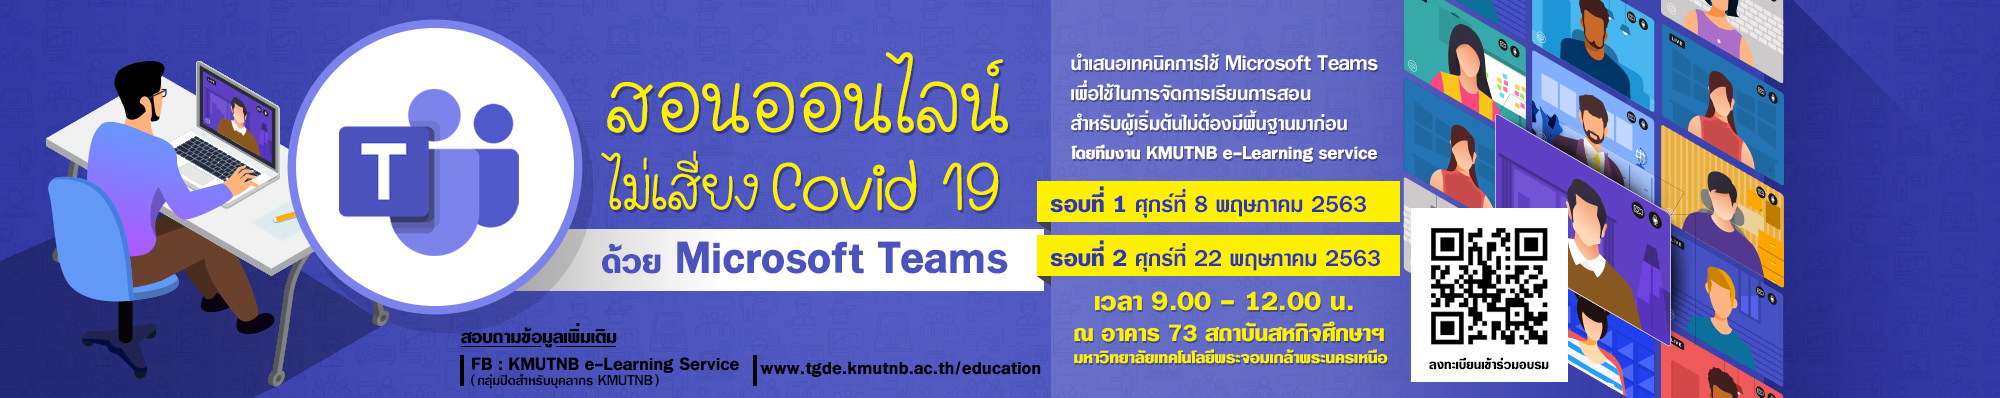 สอนออนไลน์
ไม่เสี่ยง Covid 19
ด้วย Microsoft Teams
T
สอบถามข้อมูลเพิ่มเติม
FB : KMUTNB e-Learning Service
(กลุ่มปิดสำหรับบุคลากร KMUTNB)
www.tgde.kmutnb.ac.th/education
นำเสนอเทคนิคการใช้ Microsoft Teams
เพื่อใช้ในการจัดการเรียนการสอน
สำหรับผู้เริ่มต้นไม่ต้องมีพื้นฐานมาก่อน
โดยทีมงาน KMUTNB e-Learning service
รอบที่ 1 ศุกร์ที่ 8 พฤษภาคม 2563
รอบที่ 2 ศุกร์ที่ 22 พฤษภาคม 2563
เวลา 9.00 - 12.00 น.
ณ อาคาร 73 สถาบันสหกิจศึกษาฯ
มหาวิทยาลัยเทคโนโลยีพระจอมเกล้าพระนครเหนือ
ลงทะเบียนเข้าร่วมอบรม
LIVE
LIVE